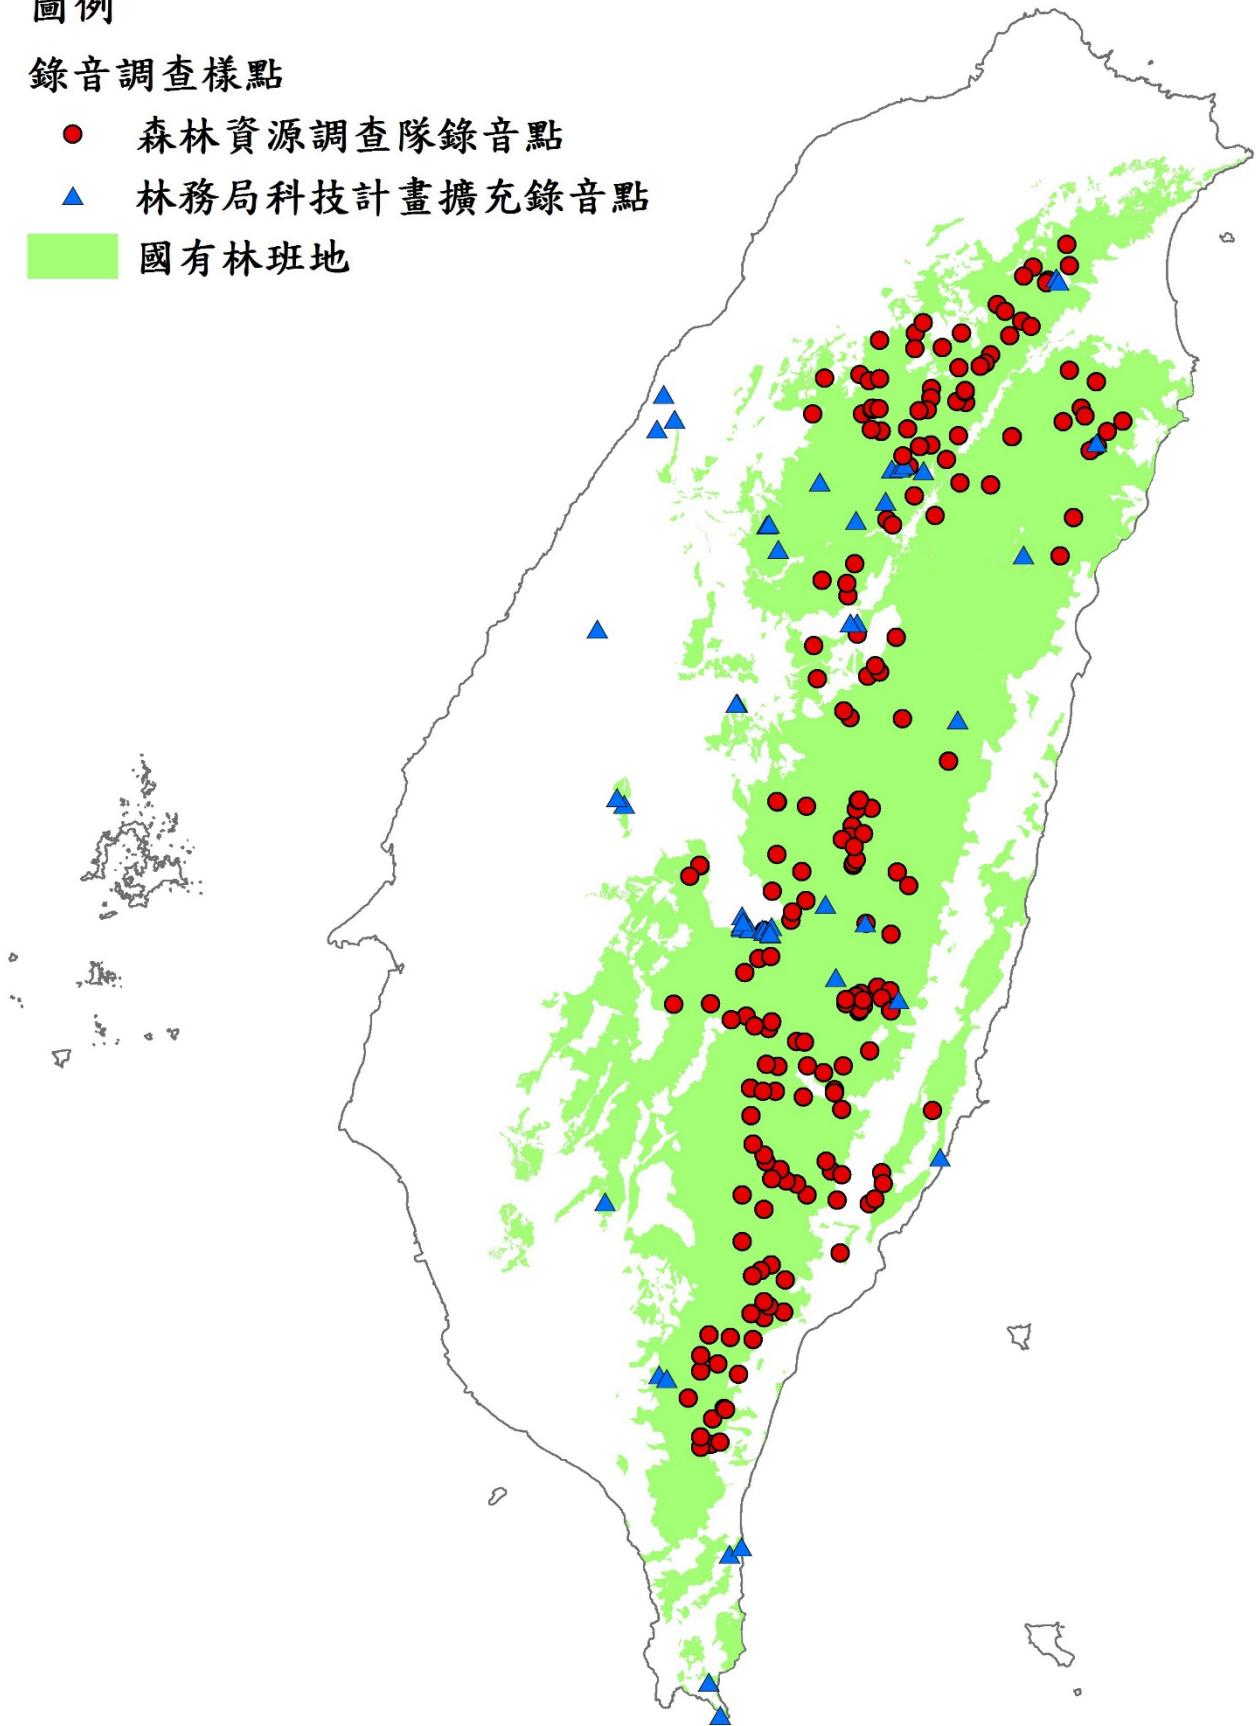 圖例
錄音調查樣點
森林資源調查隊錄音點
林務局科技計畫擴充錄音點
國有林班地